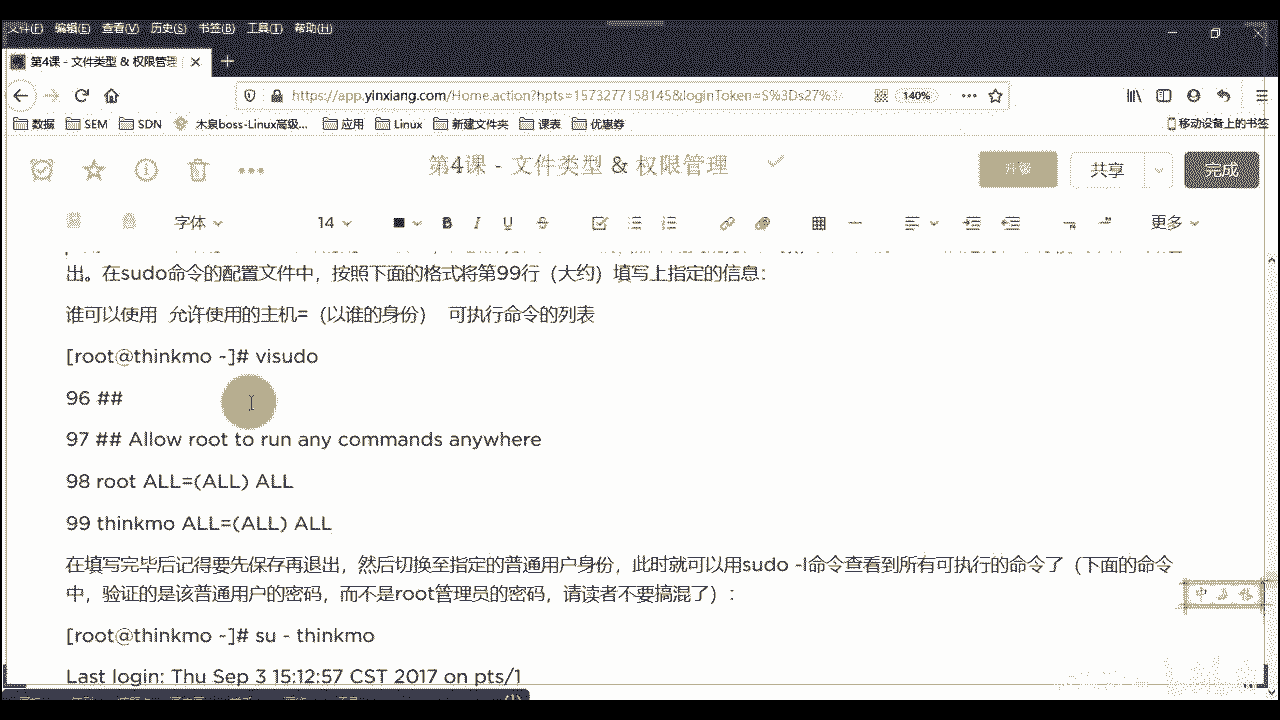 文件(F) 编辑(E) 查看(V) 历史(S) 书签(B) 工具(T) 帮助(H)
第4课 - 文件类型 & 权限管理
https://app.yinxiang.com/Home.action?hpts=1573277158145&loginToken=S%3Ds27%3
140%
数据 SEM SDN 木泉boss-Linux高级... 应用 Linux 新建文件夹 课表 优惠券 移动设备上的书签
第4课 - 文件类型 & 权限管理
升级 共享 完成
字体 14 B I U S 更多
出。在sudo命令的配置文件中，按照下面的格式将第99行（大约）填写上指定的信息：
谁可以使用 允许使用的主机=（以谁的身份） 可执行命令的列表
[root@thinkmo ~]# visudo
96 ##
97 ## Allow root to run any commands anywhere
98 root ALL=(ALL) ALL
99 thinkmo ALL=(ALL) ALL
在填写完毕后记得要先保存再退出，然后切换至指定的普通用户身份，此时就可以用sudo -l命令查看到所有可执行的命令了（下面的命令
中，验证的是该普通用户的密码，而不是root管理员的密码，请读者不要搞混了）：
[root@thinkmo ~]# su - thinkmo
Last login: Thu Sep 3 15:12:57 CST 2017 on pts/1